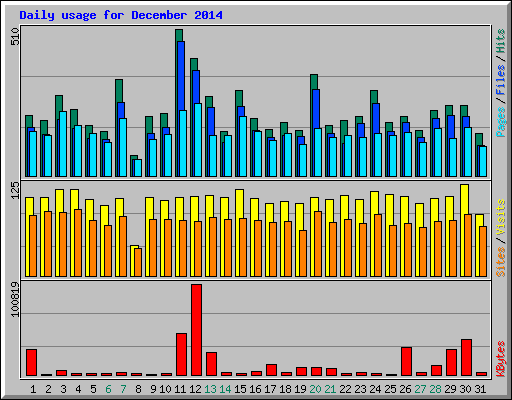 Daily usage for December 2014
510
Pages / Files / Hits
125
Sites / Visits
100819
KBytes
1 2 3 4 5 6 7 8 9 10 11 12 13 14 15 16 17 18 19 20 21 22 23 24 25 26 27 28 29 30 31